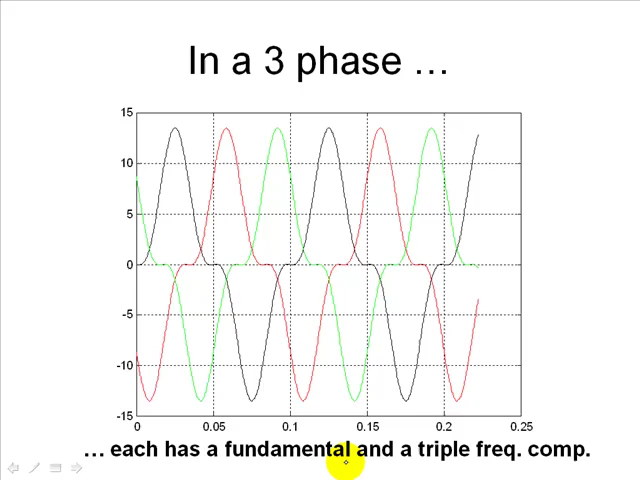 In a 3 phase …
15
10
5
0
-5
-10
-15
0 0.05 0.1 0.15 0.2 0.25
… each has a fundamental and a triple freq. comp.